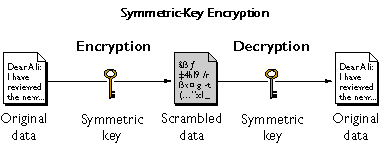 Symmetric-Key Encryption
Encryption
Decryption
Dear Ali:
I have
reviewed
the new...
Dear Ali:
I have
reviewed
the new...
Original
data
Symmetric
key
Scrambled
data
Symmetric
key
Original
data